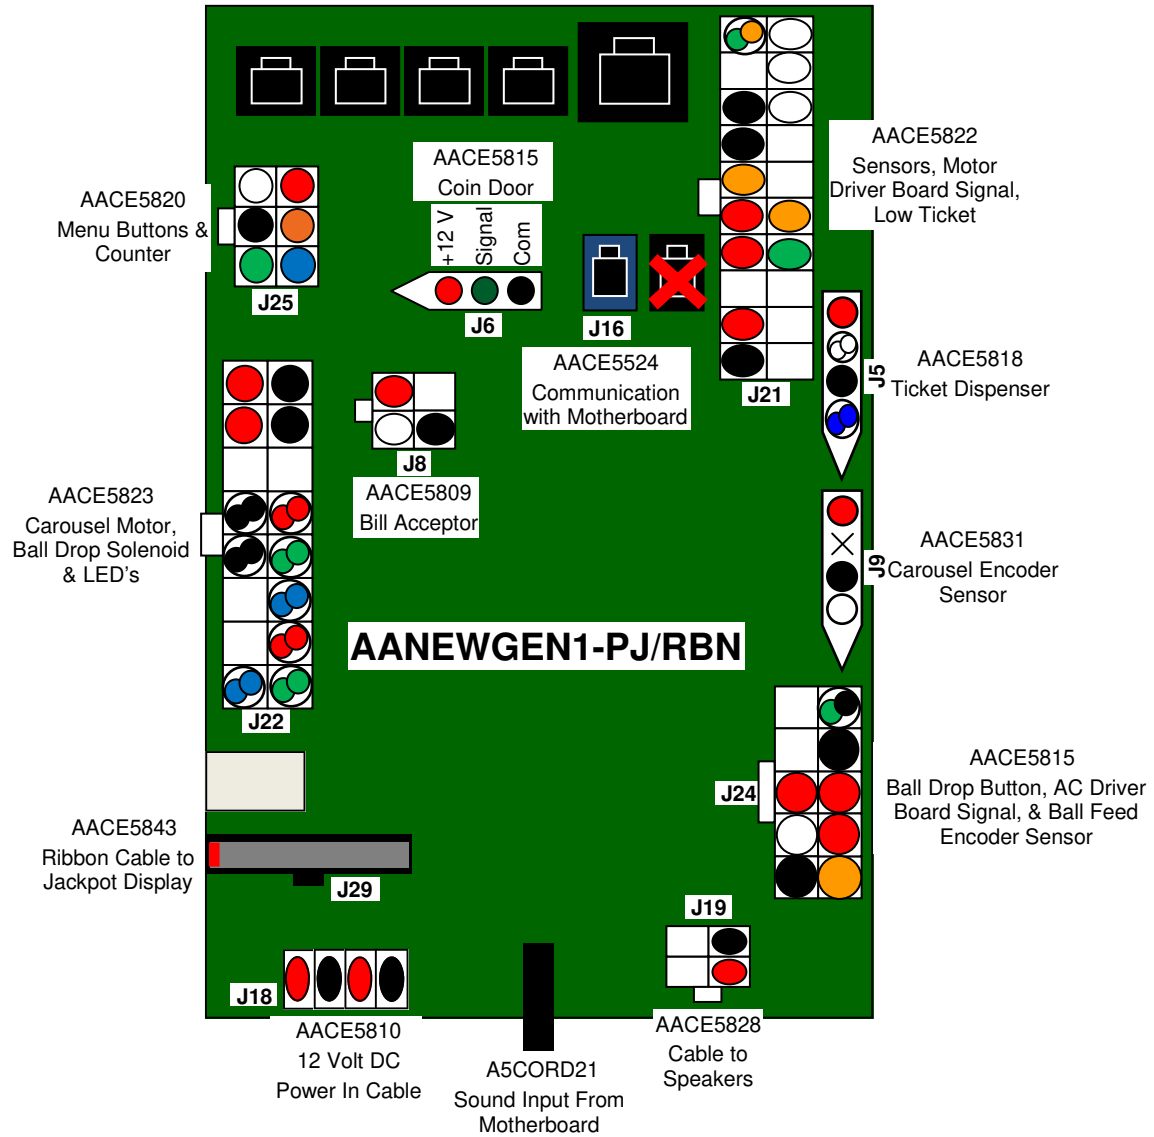 AACE5822
Sensors, Motor
Driver Board Signal,
Low Ticket
AACE5815
Coin Door
+12 V
Signal
Com
J6
AACE5820
Menu Buttons &
Counter
J25
J16
AACE5524
Communication
with Motherboard
J21
J5
AACE5818
Ticket Dispenser
J8
AACE5809
Bill Acceptor
AACE5823
Carousel Motor,
Ball Drop Solenoid
& LED's
J22
J9
AACE5831
Carousel Encoder
Sensor
AANEWGEN1-PJ/RBN
J24
AACE5815
Ball Drop Button, AC Driver
Board Signal, & Ball Feed
Encoder Sensor
AACE5843
Ribbon Cable to
Jackpot Display
J29
J19
J18
AACE5810
12 Volt DC
Power In Cable
A5CORD21
Sound Input From
Motherboard
AACE5828
Cable to
Speakers